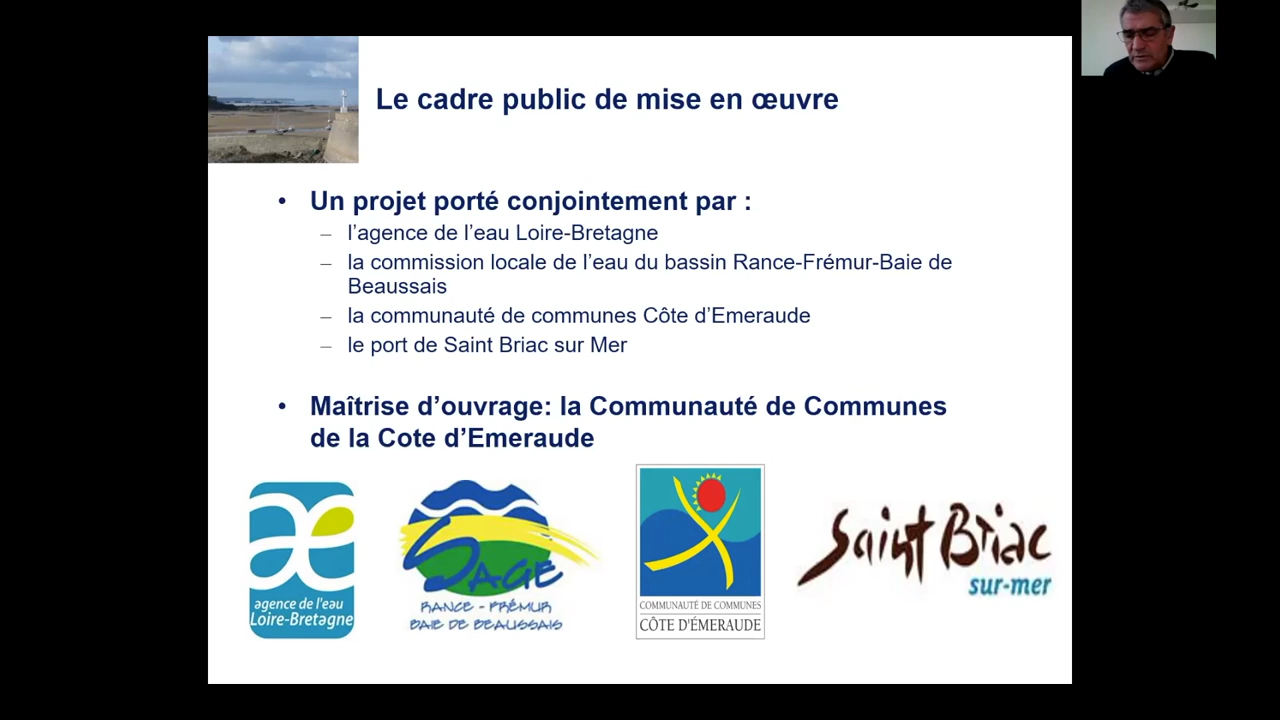 Le cadre public de mise en œuvre
• Un projet porté conjointement par :
– l’agence de l’eau Loire-Bretagne
– la commission locale de l’eau du bassin Rance-Frémur-Baie de
Beaussais
– la communauté de communes Côte d’Emeraude
– le port de Saint Briac sur Mer
• Maîtrise d’ouvrage: la Communauté de Communes
de la Cote d’Emeraude
ae
agence de l'eau
Loire-Bretagne
SAGE
RANCE - FRÉMUR
BAIE DE BEAUSSAIS
COMMUNAUTÉ DE COMMUNES
CÔTE D'ÉMERAUDE
Saint Briac
sur-mer